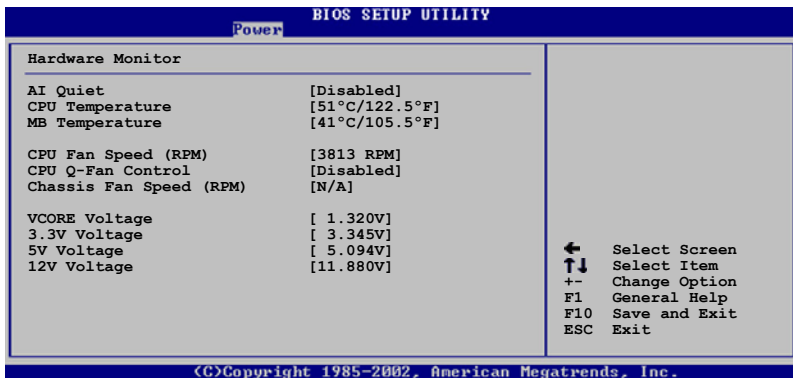 BIOS SETUP UTILITY
Power
Hardware Monitor
AI Quiet [Disabled]
CPU Temperature [51°C/122.5°F]
MB Temperature [41°C/105.5°F]
CPU Fan Speed (RPM) [3813 RPM]
CPU Q-Fan Control [Disabled]
Chassis Fan Speed (RPM) [N/A]
VCORE Voltage [ 1.320V]
3.3V Voltage [ 3.345V]
5V Voltage [ 5.094V]
12V Voltage [11.880V]
← Select Screen
↑↓ Select Item
+- Change Option
F1 General Help
F10 Save and Exit
ESC Exit
(C)Copyright 1985-2002, American Megatrends, Inc.